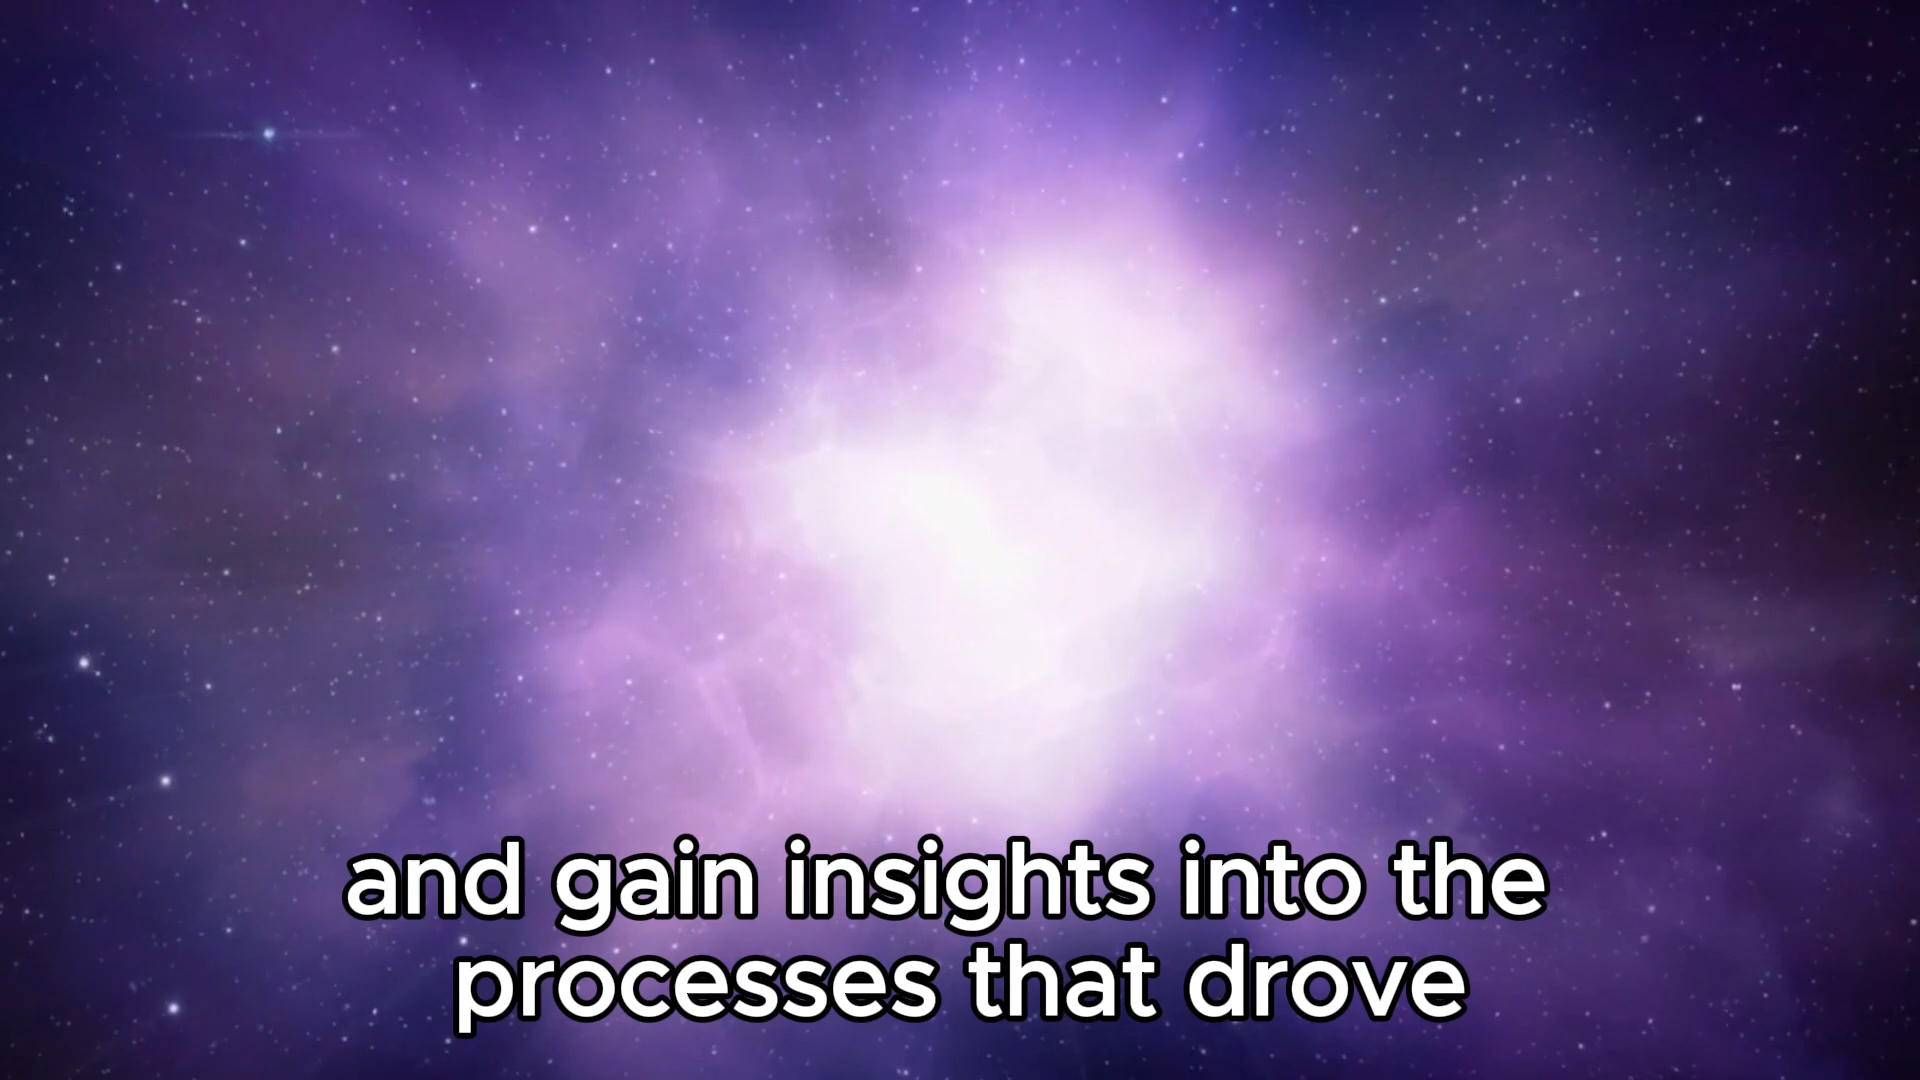 and gain insights into the
processes that drove